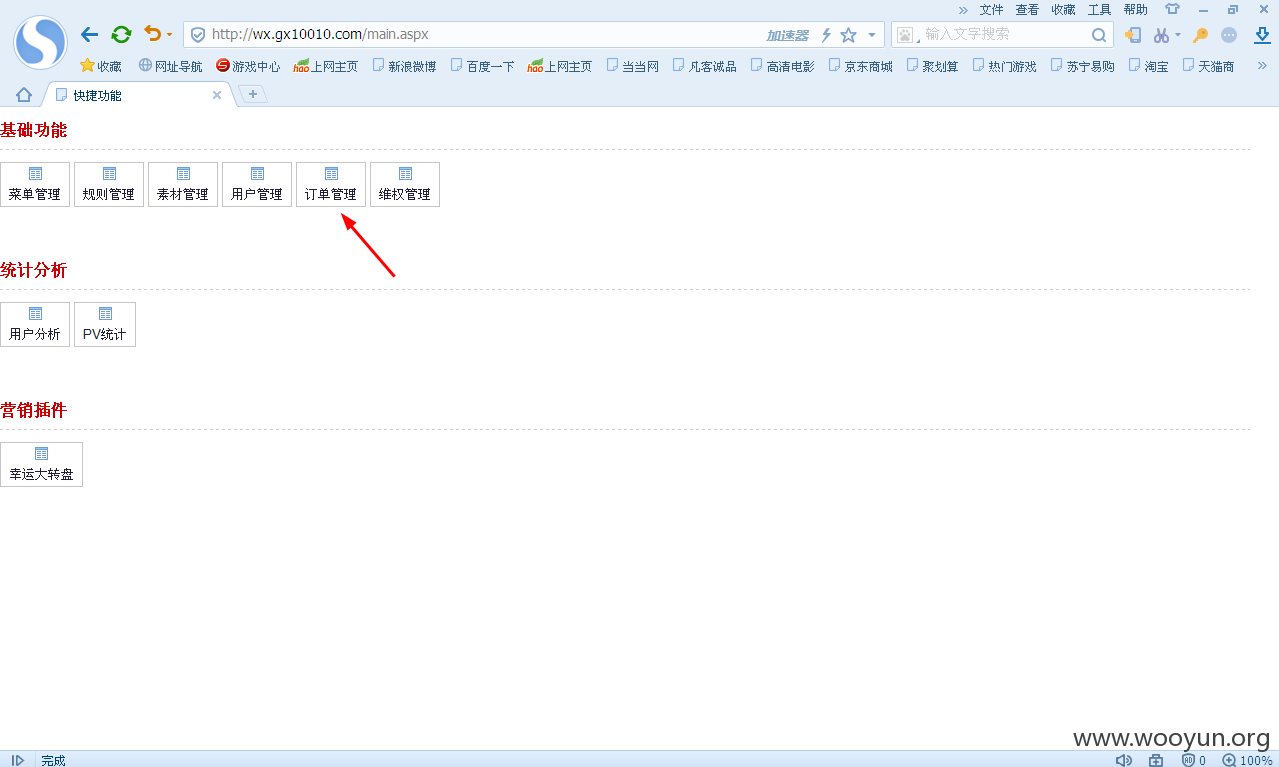 » 文件 查看 收藏 工具 帮助
http://wx.gx10010.com/main.aspx 加速器 输入文字搜索
收藏 网址导航 游戏中心 hao上网主页 新浪微博 百度一下 hao上网主页 当当网 凡客诚品 高清电影 京东商城 聚划算 热门游戏 苏宁易购 淘宝 天猫商 »
快捷功能
基础功能
菜单管理 规则管理 素材管理 用户管理 订单管理 维权管理
统计分析
用户分析 PV统计
营销插件
幸运大转盘
www.wooyun.org
完成 0 100%